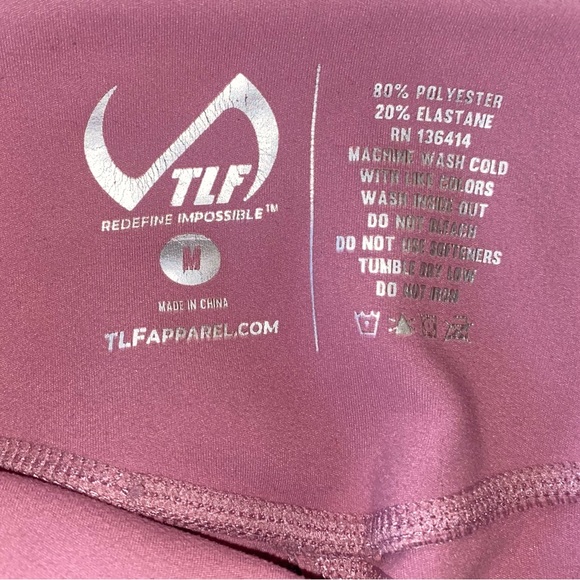 TLF
REDEFINE IMPOSSIBLE™
M
MADE IN CHINA
TLFAPPAREL.COM
80% POLYESTER
20% ELASTANE
RN 136414
MACHINE WASH COLD
WITH LIKE COLORS
WASH INSIDE OUT
DO NOT BLEACH
DO NOT USE SOFTENERS
TUMBLE DRY LOW
DO NOT IRON